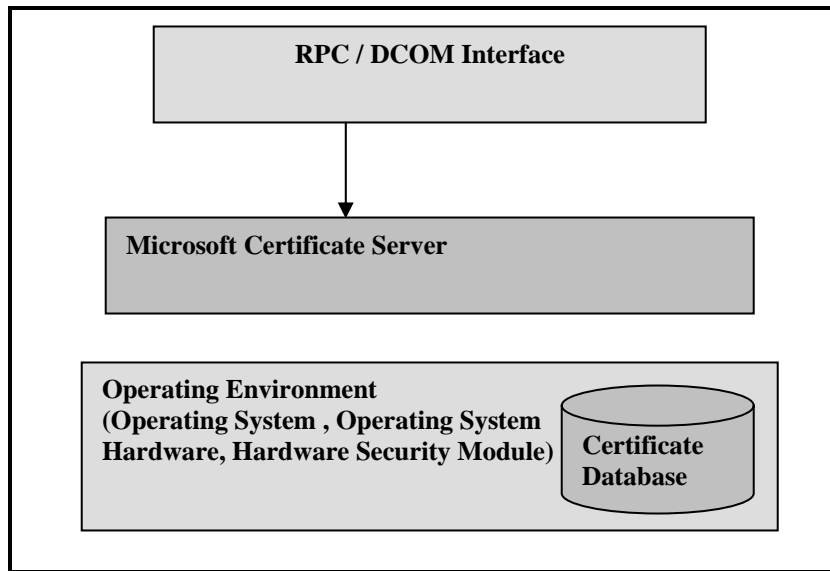 RPC / DCOM Interface
Microsoft Certificate Server
Operating Environment
(Operating System , Operating System
Hardware, Hardware Security Module)
Certificate
Database